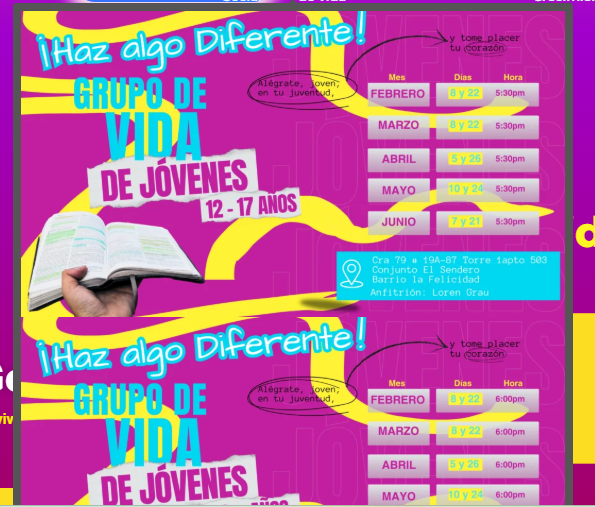 ¡Haz algo Diferente!
y tome placer
tu corazón
Alégrate, joven;
en tu juventud,
GRUPO DE
VIDA
DE JÓVENES
12 - 17 AÑOS
Mes Días Hora
FEBRERO 8 y 22 5:30pm
MARZO 8 y 22 5:30pm
ABRIL 5 y 26 5:30pm
MAYO 10 y 24 5:30pm
JUNIO 7 y 21 5:30pm
Cra 79 # 19A-87 Torre 1apto 503
Conjunto El Sendero
Barrio la Felicidad
Anfitrión: Loren Grau
¡Haz algo Diferente!
y tome placer
tu corazón
Alégrate, joven;
en tu juventud,
GRUPO DE
VIDA
DE JÓVENES
AÑOS
Mes Días Hora
FEBRERO 8 y 22 6:00pm
MARZO 8 y 22 6:00pm
ABRIL 5 y 26 6:00pm
MAYO 10 y 24 6:00pm